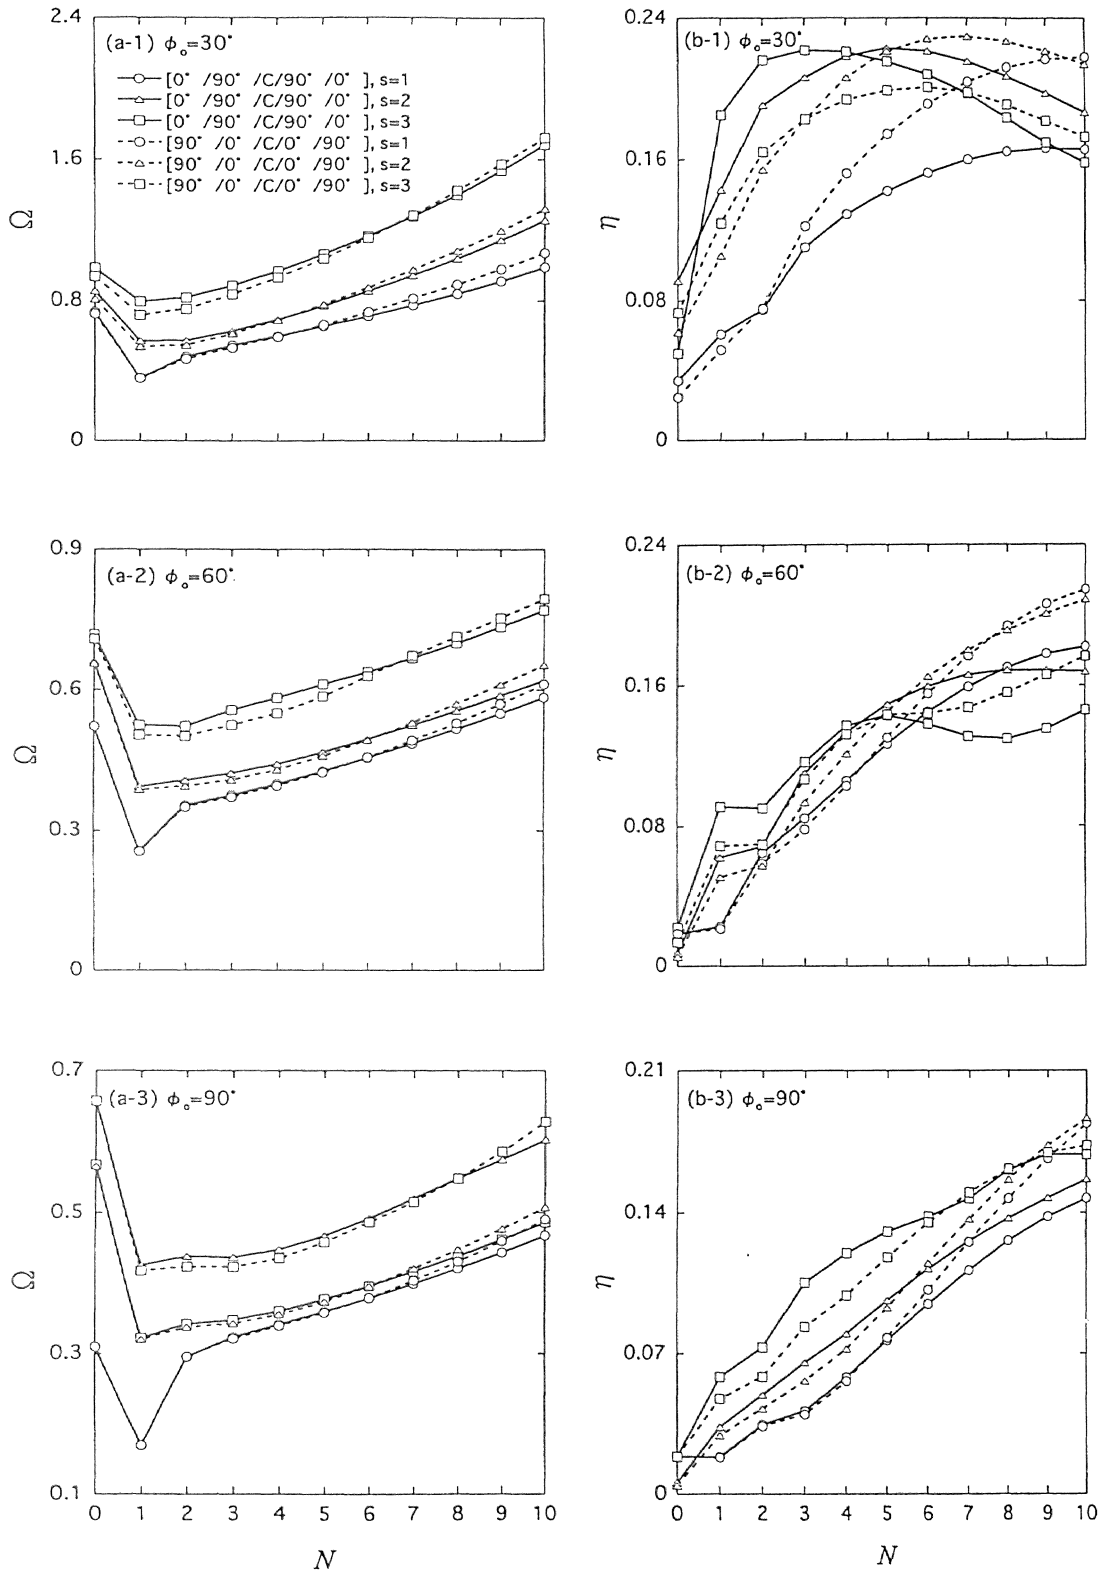 2.4
(a-1) ϕₒ=30°
[0° /90° /C/90° /0° ], s=1
[0° /90° /C/90° /0° ], s=2
[0° /90° /C/90° /0° ], s=3
[90° /0° /C/0° /90° ], s=1
[90° /0° /C/0° /90° ], s=2
[90° /0° /C/0° /90° ], s=3
1.6
Ω
0.8
0
0.24
(b-1) ϕₒ=30°
0.16
η
0.08
0
0.9
(a-2) ϕₒ=60°
0.6
Ω
0.3
0
0.24
(b-2) ϕₒ=60°
0.16
η
0.08
0
0.7
(a-3) ϕₒ=90°
0.5
Ω
0.3
0.1
0 1 2 3 4 5 6 7 8 9 10
N
0.21
(b-3) ϕₒ=90°
0.14
η
0.07
0
0 1 2 3 4 5 6 7 8 9 10
N